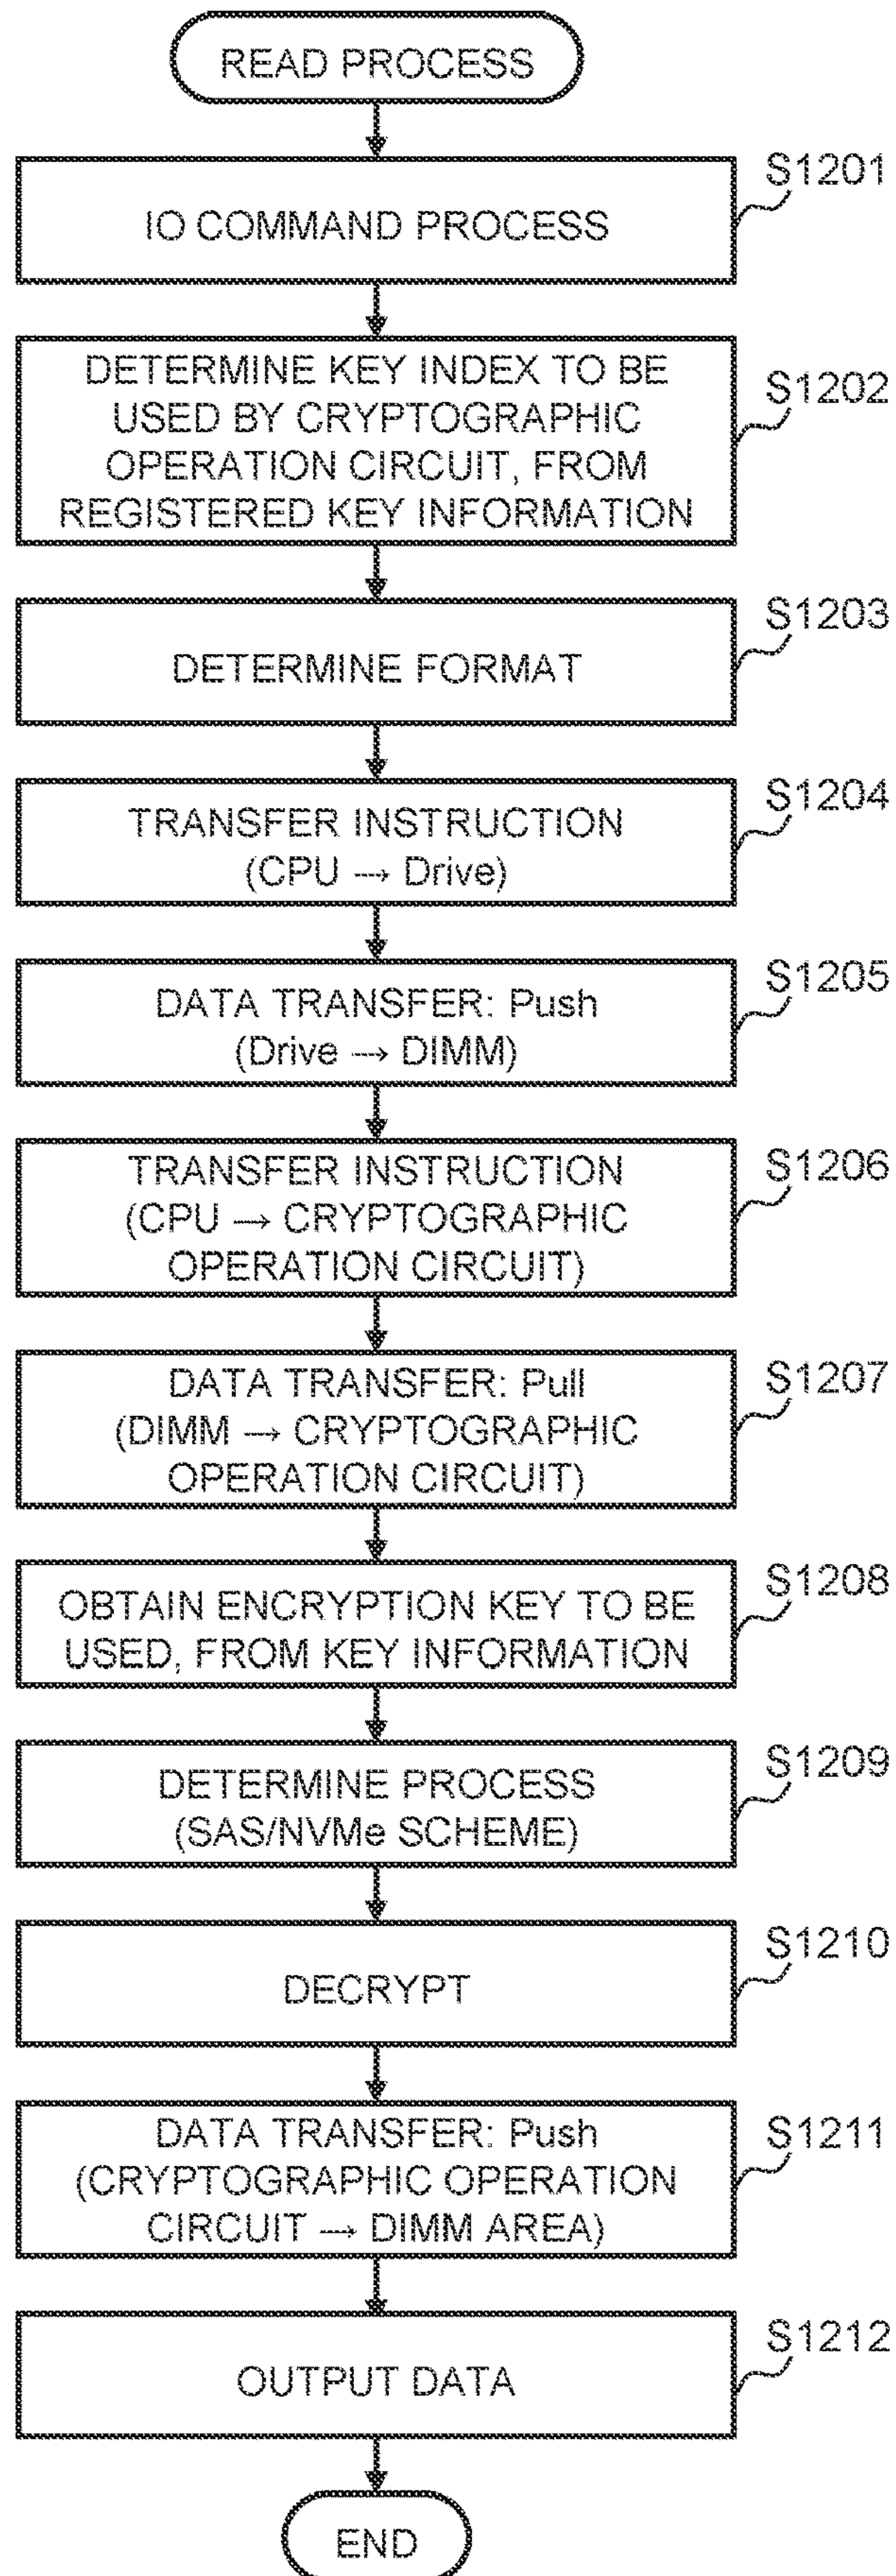 READ PROCESS
S1201
IO COMMAND PROCESS
S1202
DETERMINE KEY INDEX TO BE
USED BY CRYPTOGRAPHIC
OPERATION CIRCUIT, FROM
REGISTERED KEY INFORMATION
S1203
DETERMINE FORMAT
S1204
TRANSFER INSTRUCTION
(CPU → Drive)
S1205
DATA TRANSFER: Push
(Drive → DIMM)
S1206
TRANSFER INSTRUCTION
(CPU → CRYPTOGRAPHIC
OPERATION CIRCUIT)
S1207
DATA TRANSFER: Pull
(DIMM → CRYPTOGRAPHIC
OPERATION CIRCUIT)
S1208
OBTAIN ENCRYPTION KEY TO BE
USED, FROM KEY INFORMATION
S1209
DETERMINE PROCESS
(SAS/NVMe SCHEME)
S1210
DECRYPT
S1211
DATA TRANSFER: Push
(CRYPTOGRAPHIC OPERATION
CIRCUIT → DIMM AREA)
S1212
OUTPUT DATA
END